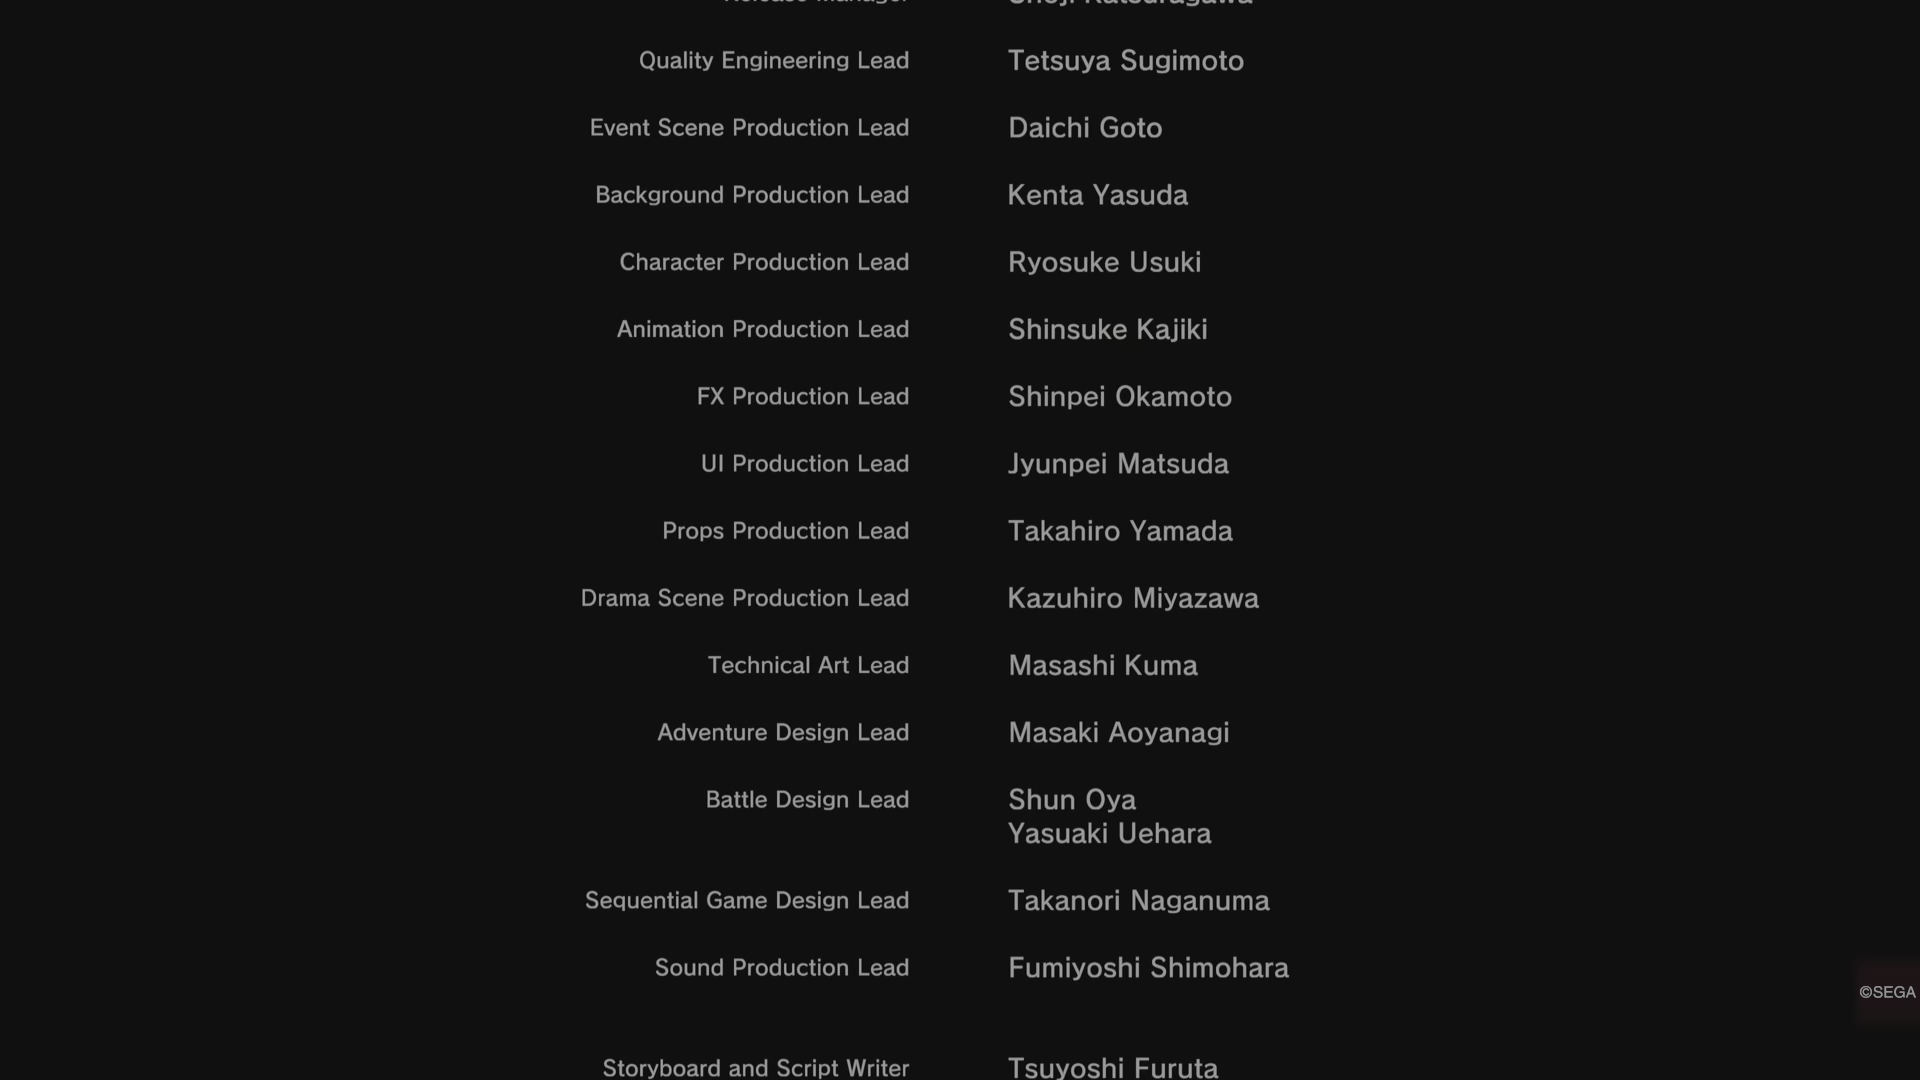 Release Manager Shoji Katsuragawa
Quality Engineering Lead Tetsuya Sugimoto
Event Scene Production Lead Daichi Goto
Background Production Lead Kenta Yasuda
Character Production Lead Ryosuke Usuki
Animation Production Lead Shinsuke Kajiki
FX Production Lead Shinpei Okamoto
UI Production Lead Jyunpei Matsuda
Props Production Lead Takahiro Yamada
Drama Scene Production Lead Kazuhiro Miyazawa
Technical Art Lead Masashi Kuma
Adventure Design Lead Masaki Aoyanagi
Battle Design Lead Shun Oya
Yasuaki Uehara
Sequential Game Design Lead Takanori Naganuma
Sound Production Lead Fumiyoshi Shimohara
©SEGA
Storyboard and Script Writer Tsuyoshi Furuta